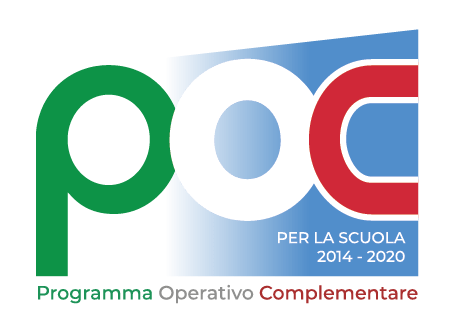 poc
PER LA SCUOLA
2014 - 2020
Programma Operativo Complementare